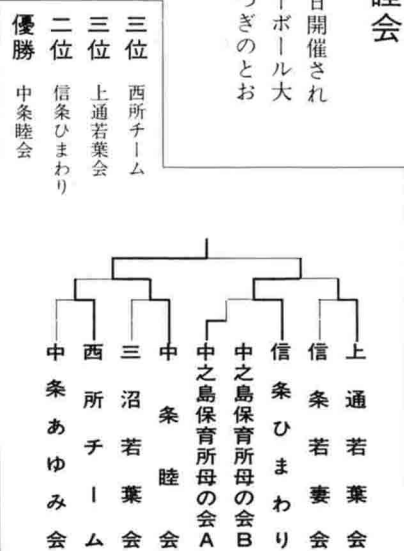 睦会
日開催され
ーボール大
つぎのとお
優勝 中条睦会
二位 信条ひまわり
三位 上通若葉会
三位 西所チーム
上通若葉会
信条若妻会
信条ひまわり
中之島保育所母の会B
中之島保育所母の会A
中条睦会
三沼若葉会
西所チーム
中条あゆみ会